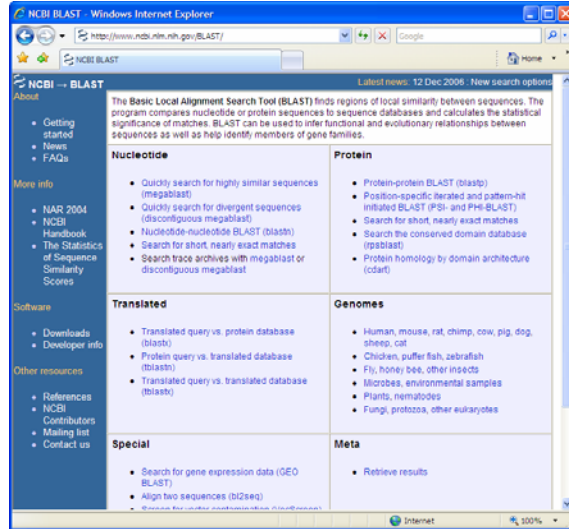 NCBI BLAST - Windows Internet Explorer
http://www.ncbi.nlm.nih.gov/BLAST/
Google
NCBI BLAST
Home
NCBI → BLAST
Latest news: 12 Dec 2006 : New search options
About
Getting
started
News
FAQs
More info
NAR 2004
NCBI
Handbook
The Statistics
of Sequence
Similarity
Scores
Software
Downloads
Developer info
Other resources
References
NCBI
Contributors
Mailing list
Contact us
The Basic Local Alignment Search Tool (BLAST) finds regions of local similarity between sequences. The
program compares nucleotide or protein sequences to sequence databases and calculates the statistical
significance of matches. BLAST can be used to infer functional and evolutionary relationships between
sequences as well as help identify members of gene families.
Nucleotide
Quickly search for highly similar sequences
(megablast)
Quickly search for divergent sequences
(discontiguous megablast)
Nucleotide-nucleotide BLAST (blastn)
Search for short, nearly exact matches
Search trace archives with megablast or
discontiguous megablast
Protein
Protein-protein BLAST (blastp)
Position-specific iterated and pattern-hit
initiated BLAST (PSI- and PHI-BLAST)
Search for short, nearly exact matches
Search the conserved domain database
(rpsblast)
Protein homology by domain architecture
(cdart)
Translated
Translated query vs. protein database
(blastx)
Protein query vs. translated database
(tblastn)
Translated query vs. translated database
(tblastx)
Genomes
Human, mouse, rat, chimp, cow, pig, dog,
sheep, cat
Chicken, puffer fish, zebrafish
Fly, honey bee, other insects
Microbes, environmental samples
Plants, nematodes
Fungi, protozoa, other eukaryotes
Special
Search for gene expression data (GEO
BLAST)
Align two sequences (bl2seq)
Screen for vector contamination (VecScreen)
Meta
Retrieve results
Internet
100%